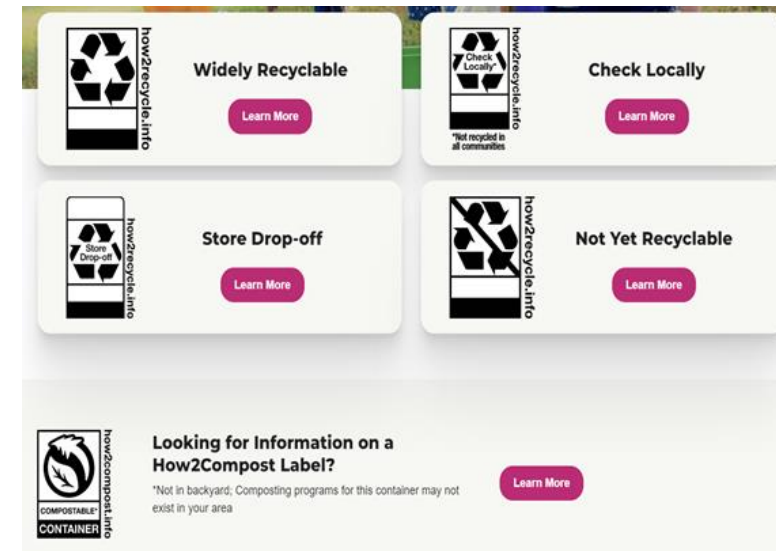 how2recycle.info
Widely Recyclable
Learn More
Check
Locally*
how2recycle.info
*Not recycled in
all communities
Check Locally
Learn More
Store
Drop-off
how2recycle.info
Store Drop-off
Learn More
how2recycle.info
Not Yet Recyclable
Learn More
COMPOSTABLE*
CONTAINER
how2compost.info
Looking for Information on a
How2Compost Label?
*Not in backyard; Composting programs for this container may not
exist in your area
Learn More